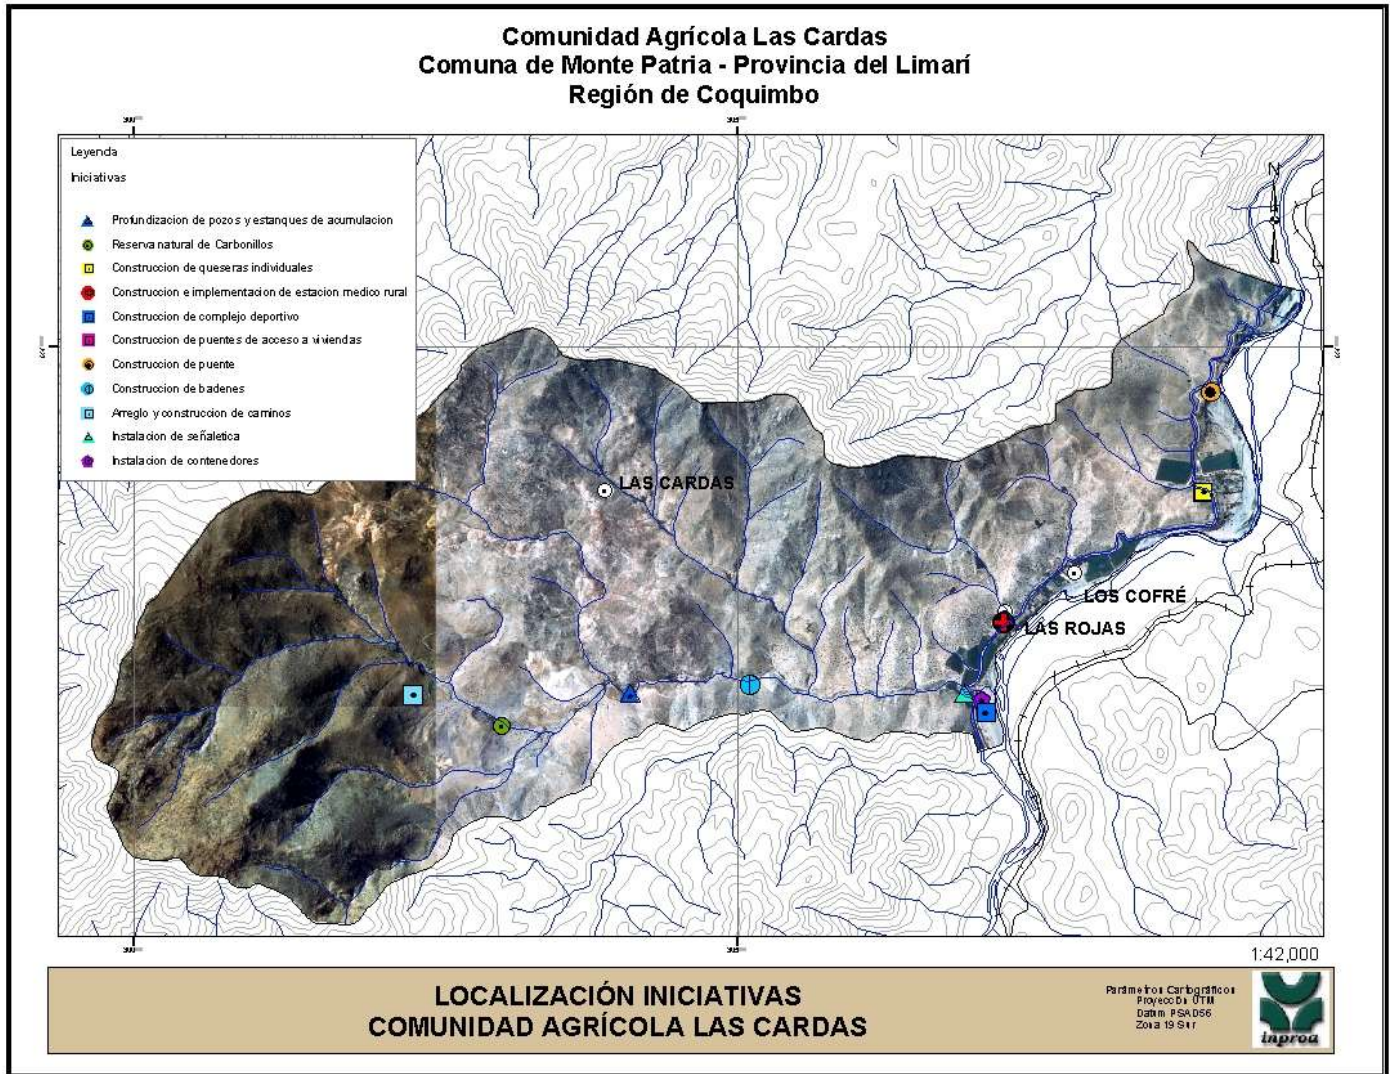 Comunidad Agrícola Las Cardas
Comuna de Monte Patria - Provincia del Limarí
Región de Coquimbo
Leyenda
Iniciativas
Profundizacion de pozos y estanques de acumulacion
Reserva natural de Carbonillos
Construccion de queseras individuales
Construccion e implementacion de estacion medico rural
Construccion de complejo deportivo
Construccion de puentes de acceso a viviendas
Construccion de puente
Construccion de badenes
Arreglo y construccion de caminos
Instalacion de señaletica
Instalacion de contenedores
N
LAS CARDAS
LOS COFRÉ
LAS ROJAS
1:42,000
LOCALIZACIÓN INICIATIVAS
COMUNIDAD AGRÍCOLA LAS CARDAS
Parámetros Cartográficos
UTM
Datum PSAD56
Zona 19 Sur
inproa